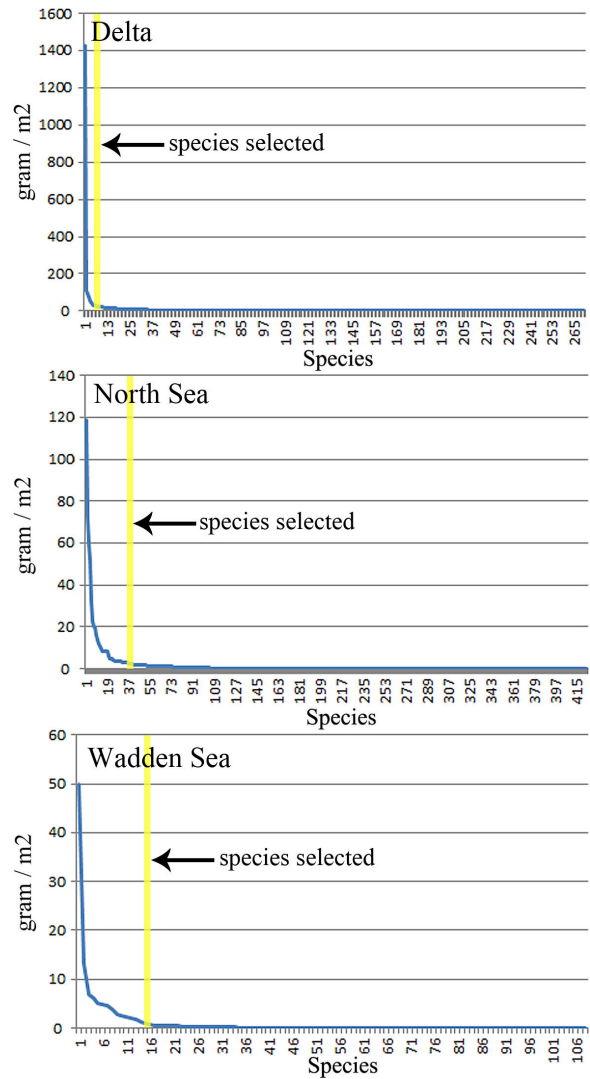 Delta
1600
1400
1200
1000
800
600
400
200
0
gram / m2
species selected
1 13 25 37 49 61 73 85 97 109 121 133 145 157 169 181 193 205 217 229 241 253 265
Species
North Sea
140
120
100
80
60
40
20
0
gram / m2
species selected
1 19 37 55 73 91 109 127 145 163 181 199 217 235 253 271 289 307 325 343 361 379 397 415
Species
Wadden Sea
60
50
40
30
20
10
0
gram / m2
species selected
1 6 11 16 21 26 31 36 41 46 51 56 61 66 71 76 81 86 91 96 101 106
Species